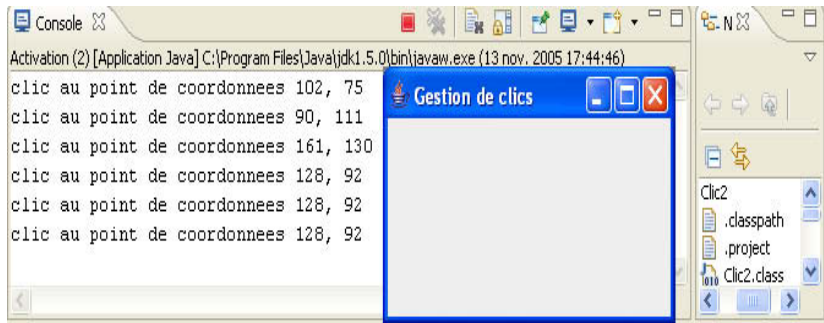 Console
Activation (2) [Application Java] C:\Program Files\Java\jdk1.5.0\bin\javaw.exe (13 nov. 2005 17:44:46)
clic au point de coordonnees 102, 75
clic au point de coordonnees 90, 111
clic au point de coordonnees 161, 130
clic au point de coordonnees 128, 92
clic au point de coordonnees 128, 92
clic au point de coordonnees 128, 92
Gestion de clics
N
Clic2
.classpath
.project
Clic2.class